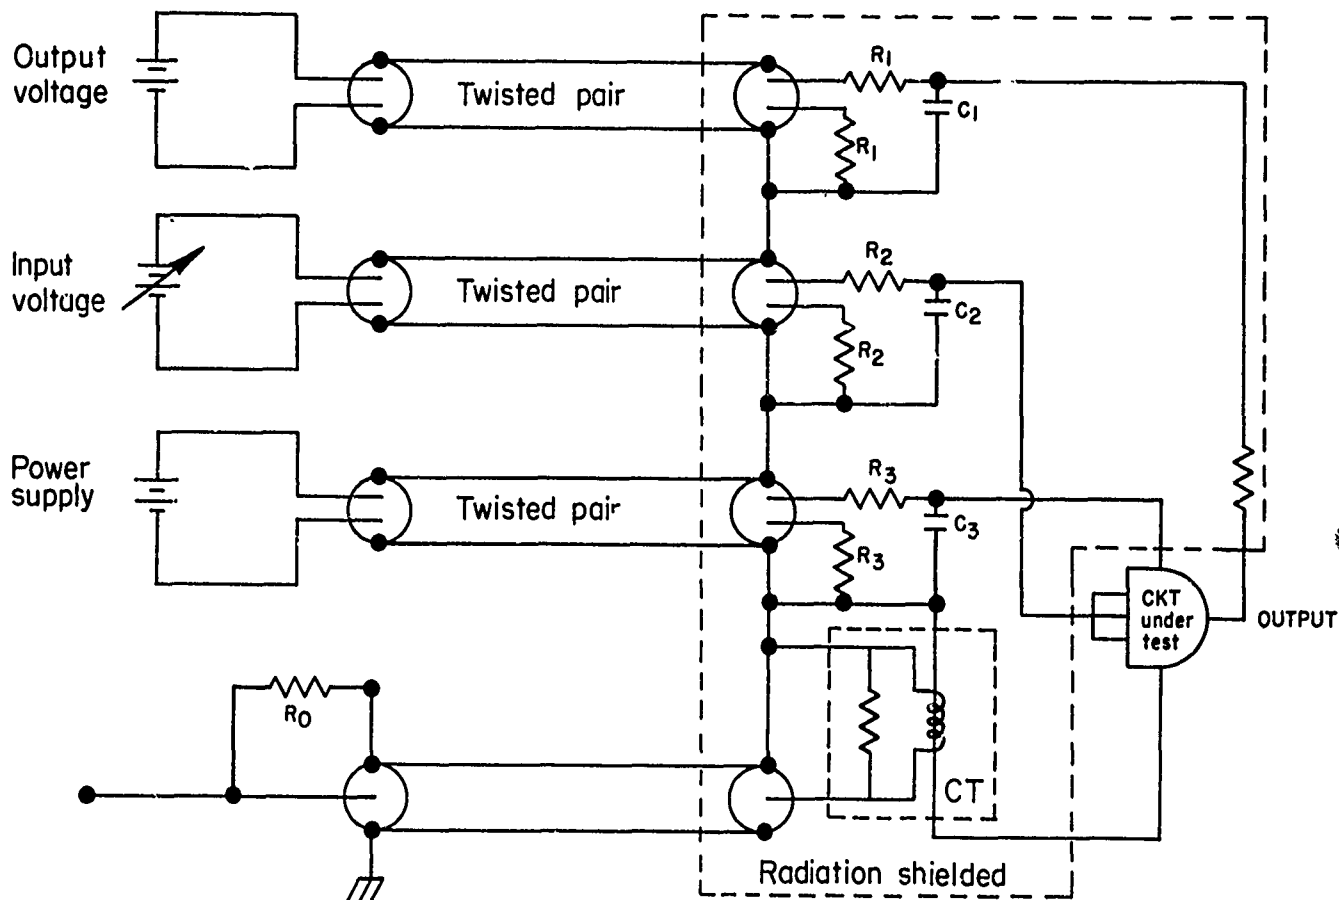 Output
voltage
Twisted pair
R1
C1
R1
Input
voltage
Twisted pair
R2
C2
R2
Power
supply
Twisted pair
R3
C3
R3
CKT
under
test
OUTPUT
RO
CT
Radiation shielded